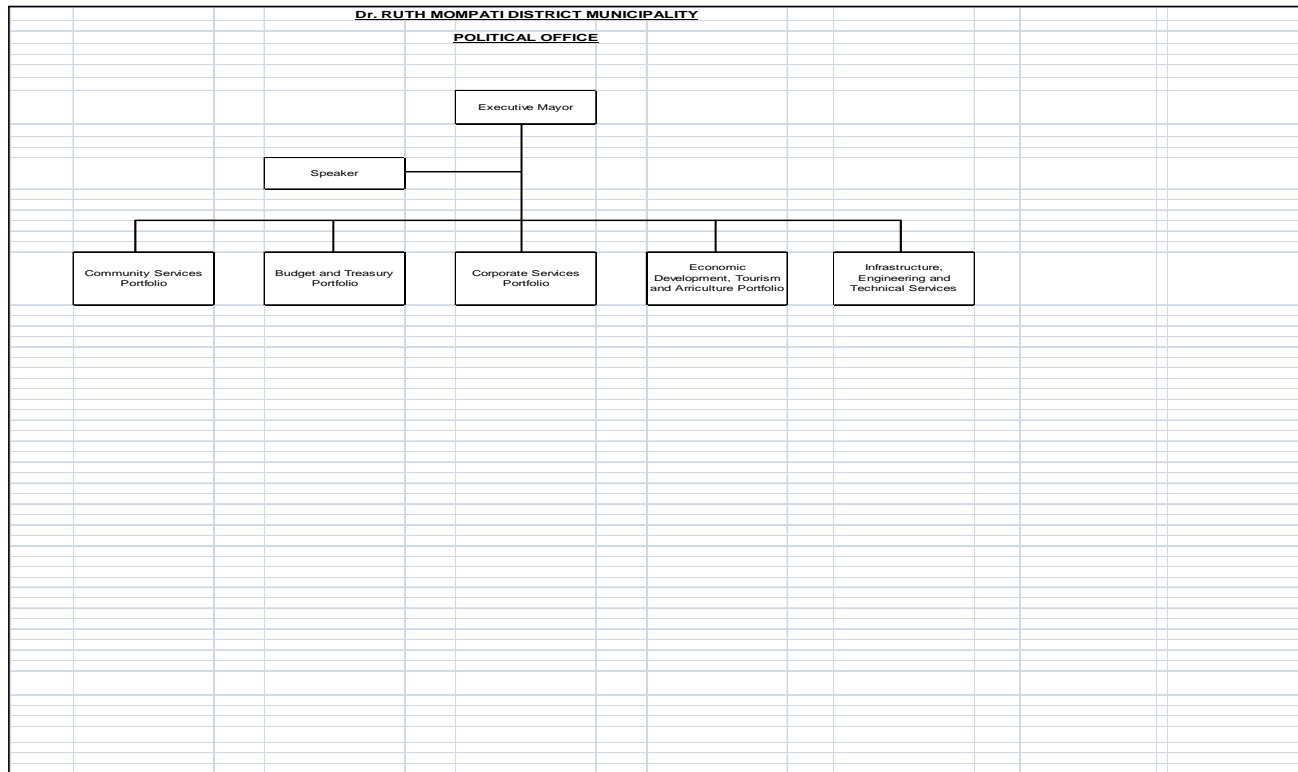 Dr. RUTH MOMPATI DISTRICT MUNICIPALITY
POLITICAL OFFICE
Executive Mayor
Speaker
Community Services
Portfolio
Budget and Treasury
Portfolio
Corporate Services
Portfolio
Economic
Development, Tourism
and Arriculture Portfolio
Infrastructure,
Engineering and
Technical Services